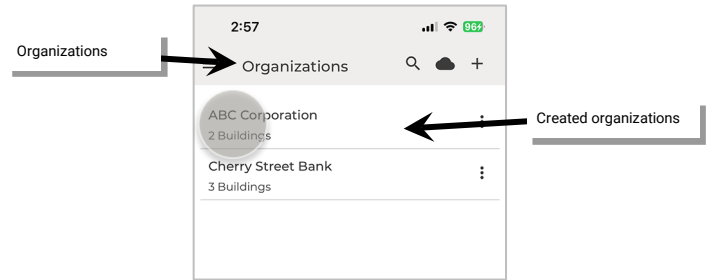 2:57
96
Organizations
Organizations
ABC Corporation
2 Buildings
Created organizations
Cherry Street Bank
3 Buildings